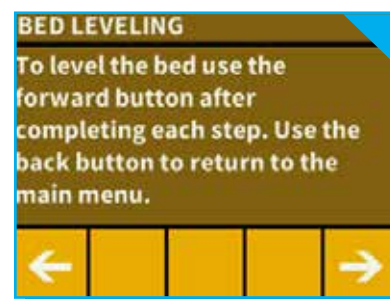 BED LEVELING
To level the bed use the
forward button after
completing each step. Use the
back button to return to the
main menu.